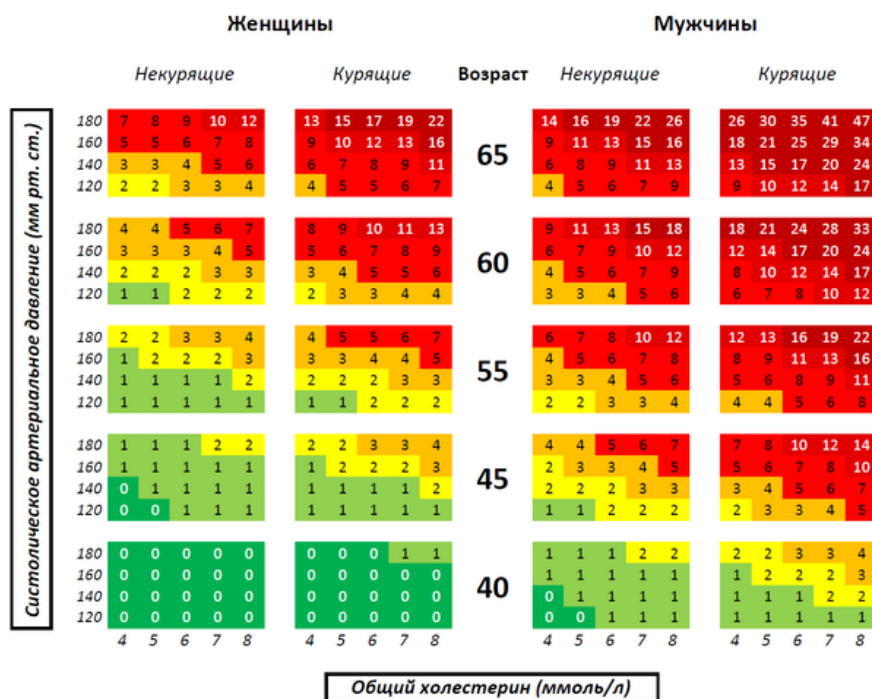 Женщины Мужчины
Некурящие Курящие Возраст Некурящие Курящие
Систолическое артериальное давление (мм рт. ст.)
180 7 8 9 10 12 13 15 17 19 22 14 16 19 22 26 26 30 35 41 47
160 5 5 6 7 8 9 10 12 13 16 9 11 13 15 16 18 21 25 29 34
65
140 3 3 4 5 6 6 7 8 9 11 6 8 9 11 13 13 15 17 20 24
120 2 2 3 3 4 4 5 5 6 7 4 5 6 7 9 9 10 12 14 17
180 4 4 5 6 7 8 9 10 11 13 9 11 13 15 18 18 21 24 28 33
160 3 3 3 4 5 5 6 7 8 9 6 7 9 10 12 12 14 17 20 24
60
140 2 2 2 3 3 3 4 5 5 6 4 5 6 7 9 8 10 12 14 17
120 1 1 2 2 2 2 3 3 4 4 3 3 4 5 6 6 7 8 10 12
180 2 2 3 3 4 4 5 5 6 7 6 7 8 10 12 12 13 16 19 22
160 1 2 2 2 3 3 3 4 4 5 4 5 6 7 8 8 9 11 13 16
55
140 1 1 1 1 2 2 2 2 3 3 3 3 4 5 6 5 6 8 9 11
120 1 1 1 1 1 1 1 2 2 2 2 2 3 3 4 4 4 5 6 8
180 1 1 1 2 2 2 2 3 3 4 4 4 5 6 7 7 8 10 12 14
160 1 1 1 1 1 1 2 2 2 3 2 3 3 4 5 5 6 7 8 10
45
140 0 1 1 1 1 1 1 1 1 2 2 2 2 3 3 3 4 5 6 7
120 0 0 1 1 1 1 1 1 1 1 1 1 2 2 2 2 3 3 4 5
180 0 0 0 0 0 0 0 0 1 1 1 1 1 2 2 2 2 3 3 4
160 0 0 0 0 0 0 0 0 0 0 1 1 1 1 1 1 2 2 2 3
40
140 0 0 0 0 0 0 0 0 0 0 0 1 1 1 1 1 1 1 2 2
120 0 0 0 0 0 0 0 0 0 0 0 0 1 1 1 1 1 1 1 1
4 5 6 7 8 4 5 6 7 8 4 5 6 7 8 4 5 6 7 8
Общий холестерин (ммоль/л)